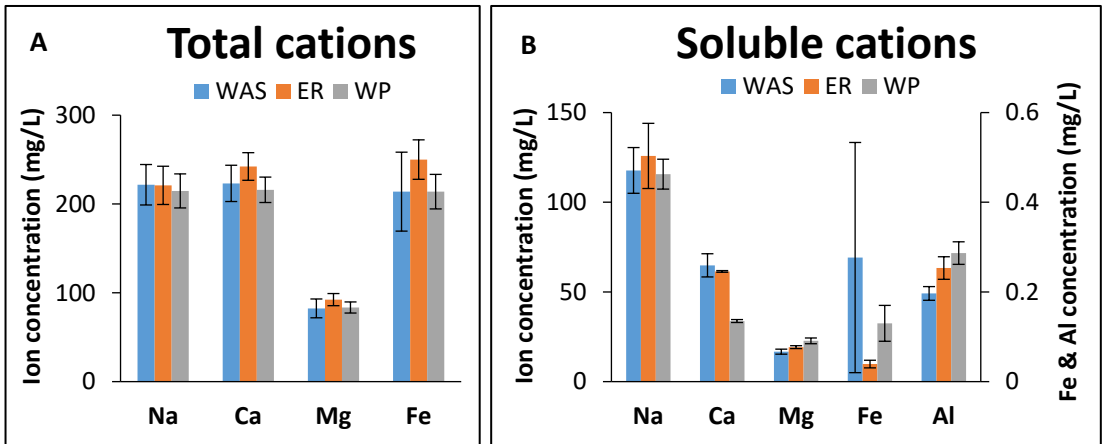 A
Total cations
WAS ER WP
Ion concentration (mg/L)
300
200
100
0
Na Ca Mg Fe
B
Soluble cations
WAS ER WP
Ion concentration (mg/L)
150
100
50
0
Na Ca Mg Fe Al
0.6
0.4
0.2
0
Fe & Al concentration (mg/L)